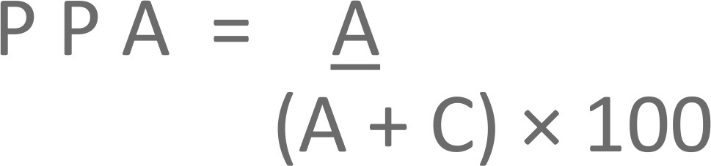 P P A = A
(A + C) × 100